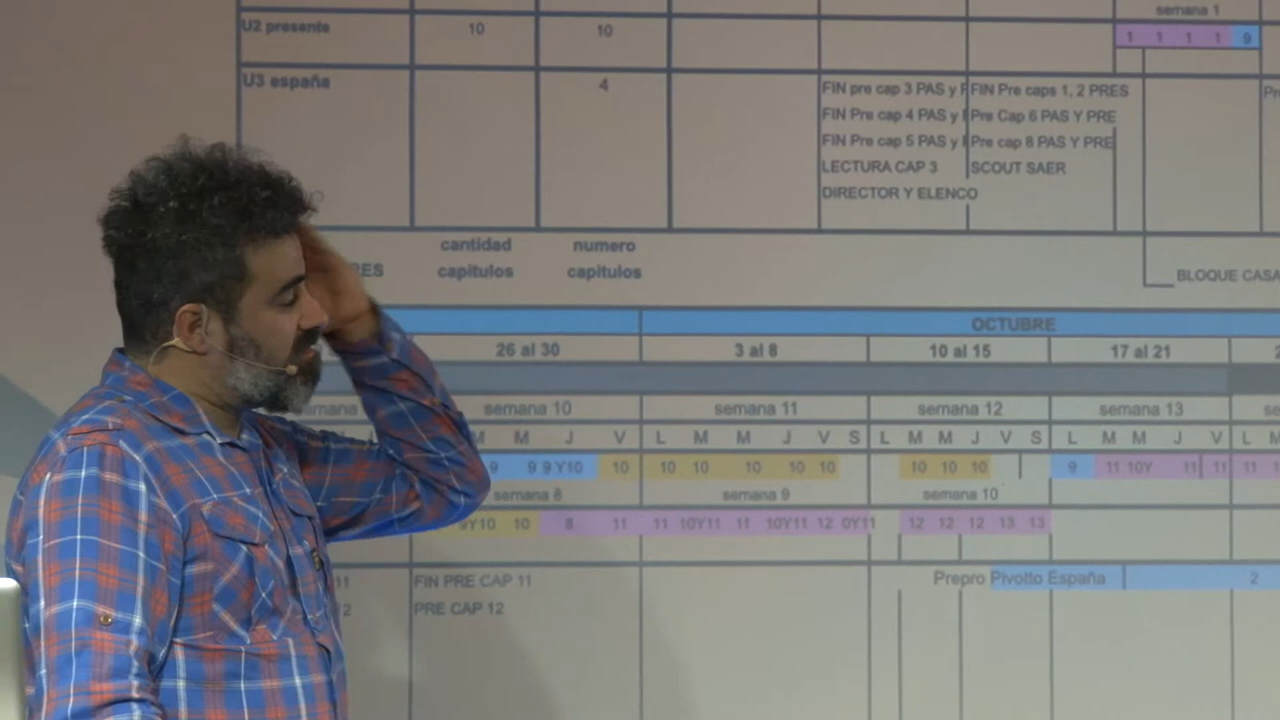 semana 1
U2 presente 10 10 1 1 1 1 9
U3 españa 4 FIN pre cap 3 PAS y FIN Pre caps 1, 2 PRES
FIN Pre cap 4 PAS y Pre Cap 6 PAS Y PRE
FIN Pre cap 5 PAS y Pre cap 8 PAS Y PRE
LECTURA CAP 3 SCOUT SAER
DIRECTOR Y ELENCO
cantidad numero
RES capitulos capitulos BLOQUE CASA
OCTUBRE
26 al 30 3 al 8 10 al 15 17 al 21
semana semana 10 semana 11 semana 12 semana 13
M M J V L M M J V S L M M J V S L M M J V L M
9 9 9 Y10 10 10 10 10 10 10 10 10 10 9 11 10Y 11 11 11
semana 8 semana 9 semana 10
9Y10 10 8 11 11 10Y11 11 10Y11 12 0Y11 12 12 12 13 13
11 FIN PRE CAP 11 Prepro Pivotto España 2
2 PRE CAP 12